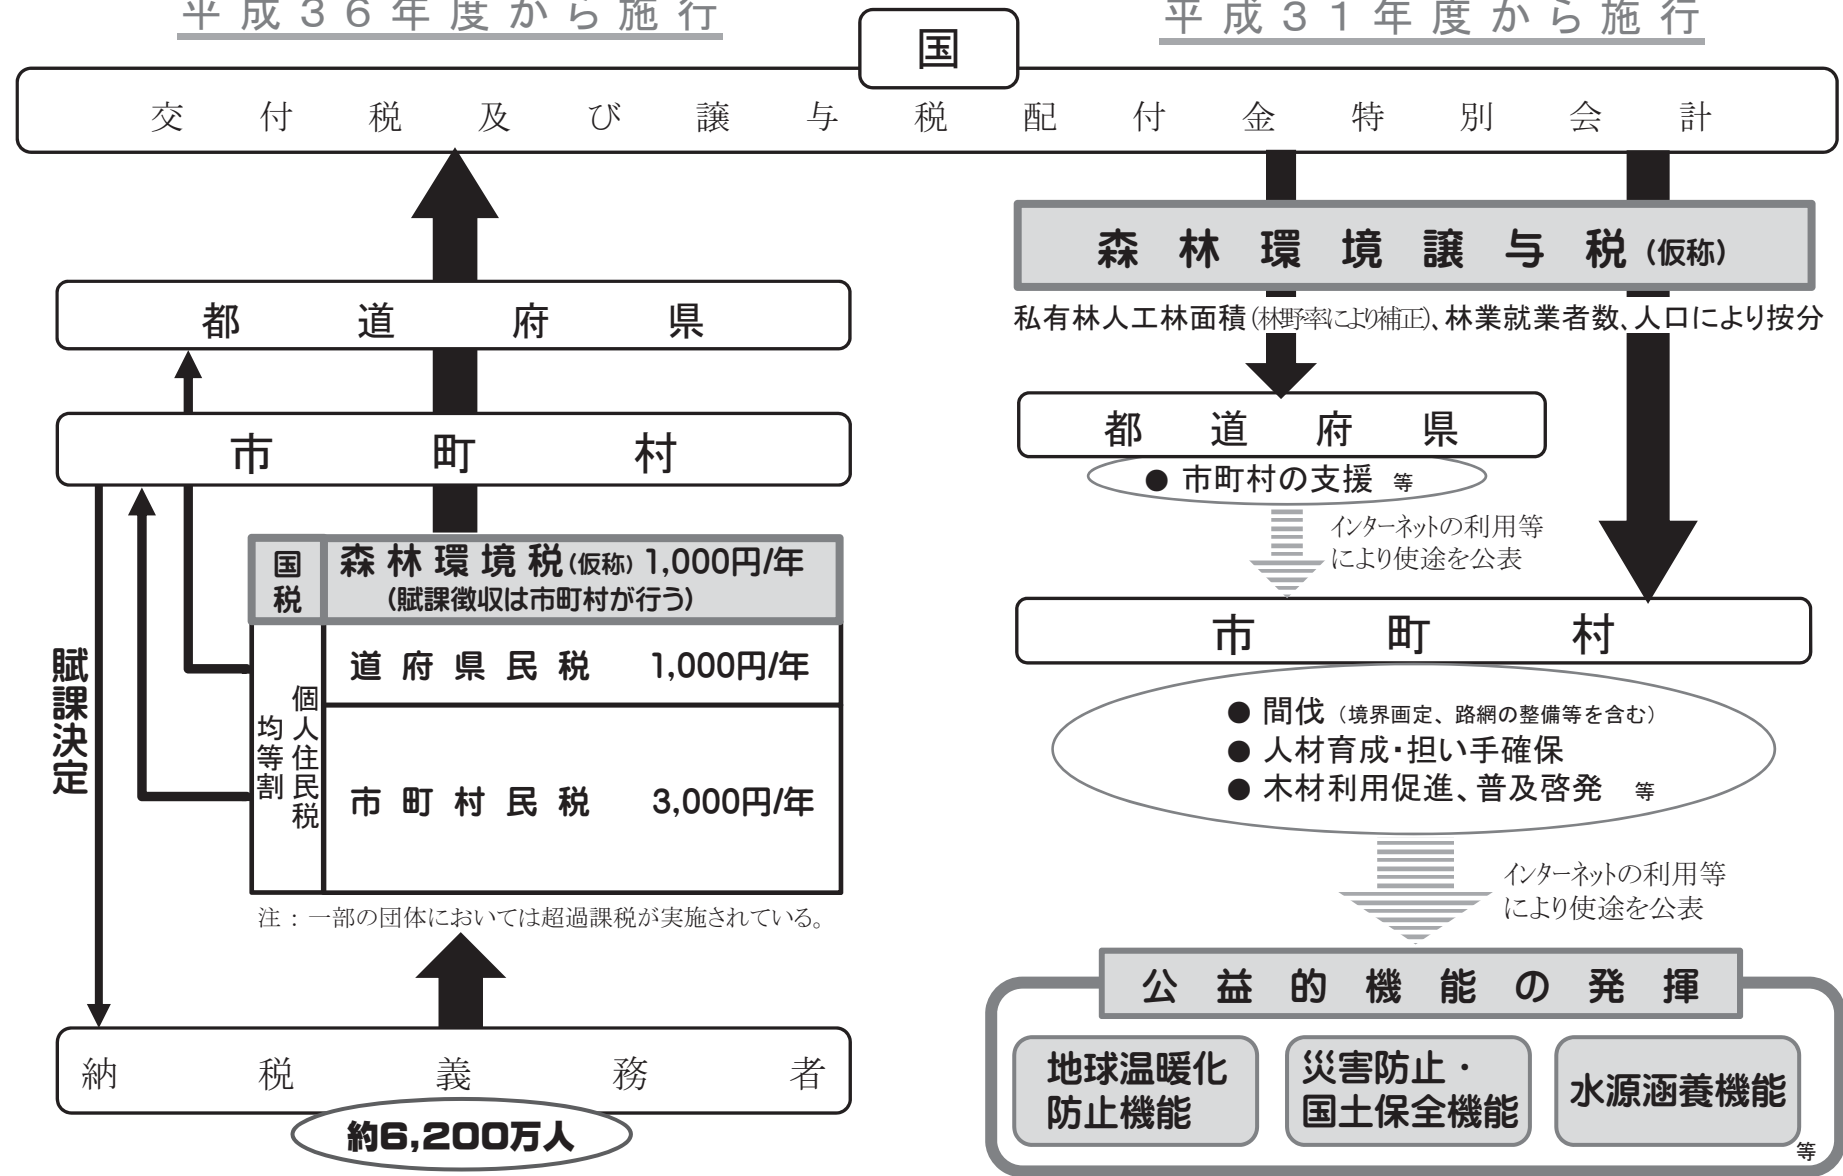 平成36年度から施行
平成31年度から施行
国
交付税及び譲与税配付金特別会計
都道府県
市町村
国税
森林環境税(仮称) 1,000円/年
(賦課徴収は市町村が行う)
個人住民税
均等割
道府県民税 1,000円/年
市町村民税 3,000円/年
賦課決定
注:一部の団体においては超過課税が実施されている。
納税義務者
約6,200万人
森林環境譲与税(仮称)
私有林人工林面積(林野率により補正)、林業就業者数、人口により按分
都道府県
● 市町村の支援 等
インターネットの利用等
により使途を公表
市町村
● 間伐(境界画定、路網の整備等を含む)
● 人材育成・担い手確保
● 木材利用促進、普及啓発 等
インターネットの利用等
により使途を公表
公益的機能の発揮
地球温暖化
防止機能
災害防止・
国土保全機能
水源涵養機能
等